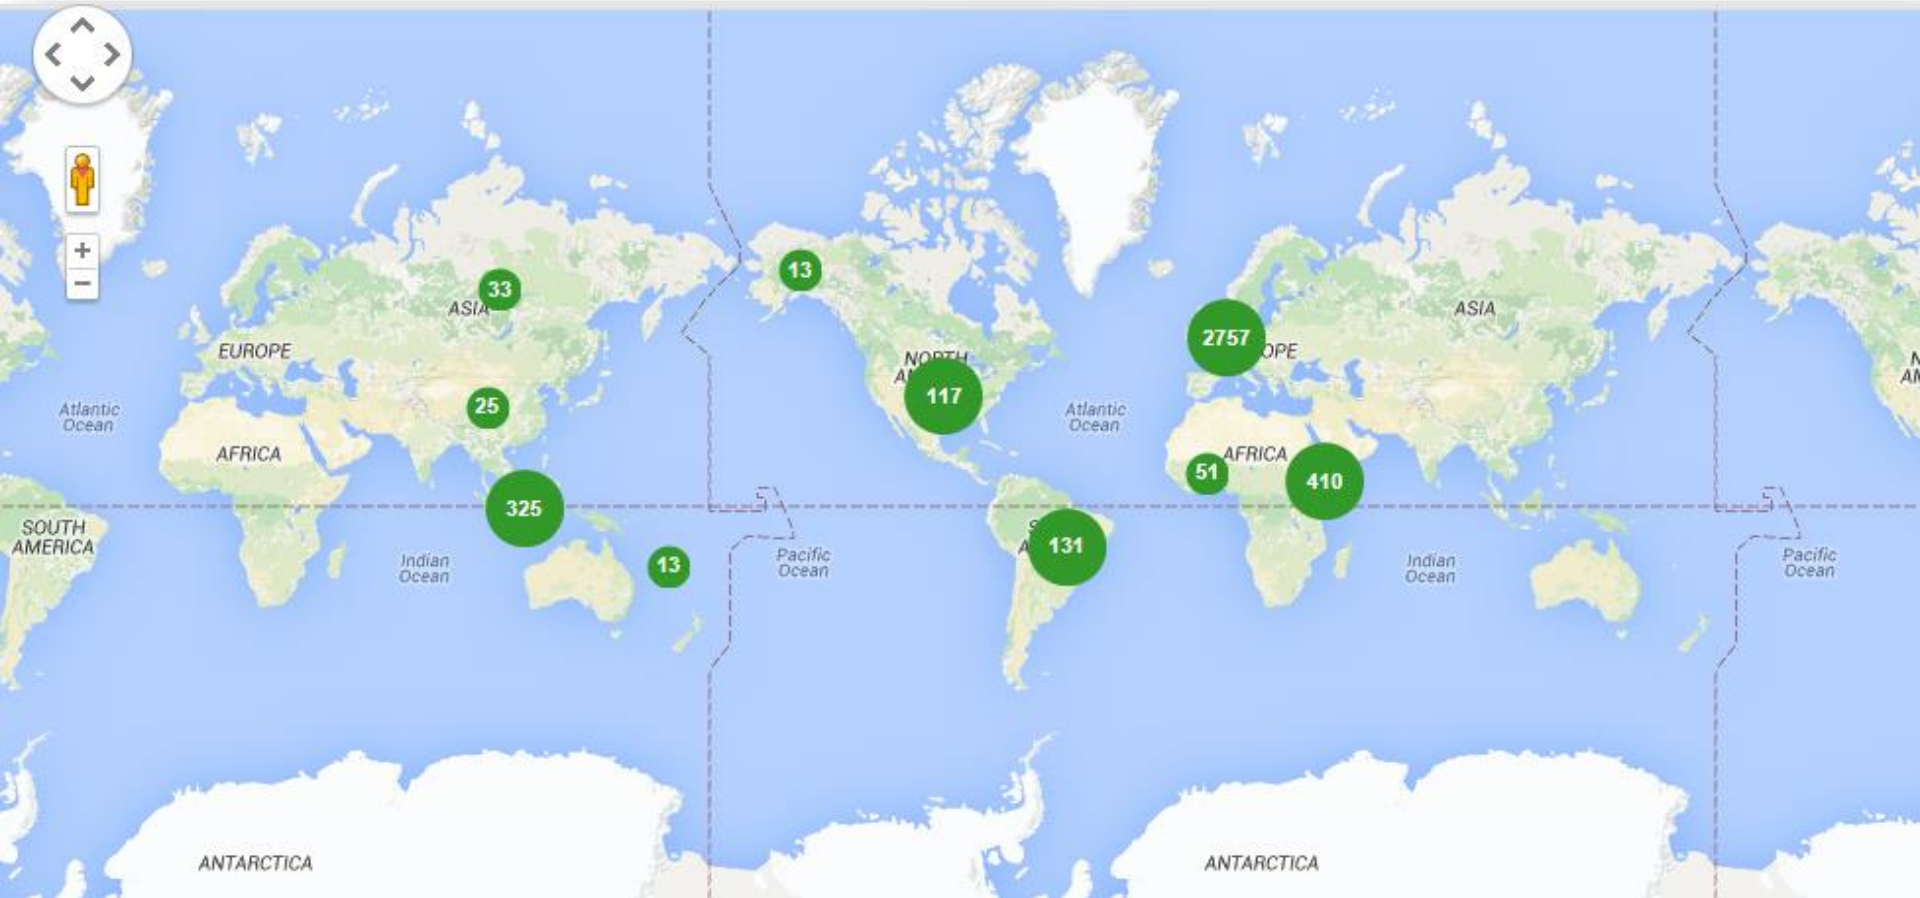 +
−
13
33
ASIA
ASIA
2757
OPE
EUROPE
NORTH
117
25
Atlantic
Ocean
Atlantic
Ocean
AFRICA
AFRICA
51
410
325
SOUTH
AMERICA
131
13
Indian
Ocean
Pacific
Ocean
Indian
Ocean
Pacific
Ocean
ANTARCTICA
ANTARCTICA